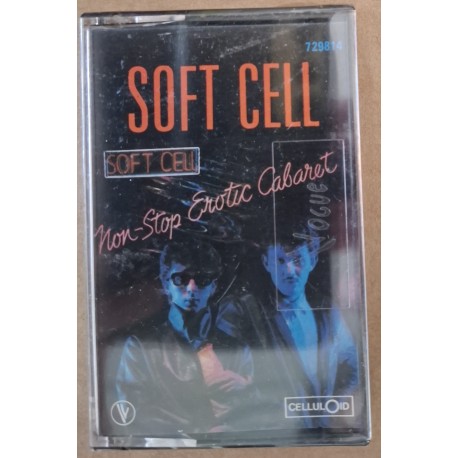 729814
SOFT CELL
SOFT CELL
Non-Stop Erotic Cabaret
VOGUE
V
CELLULOID